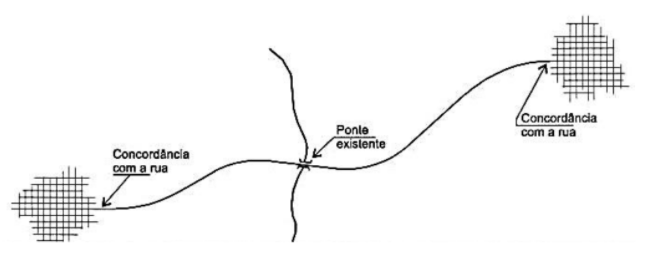 Concordância
com a rua
Ponte
existente
Concordância
com a rua